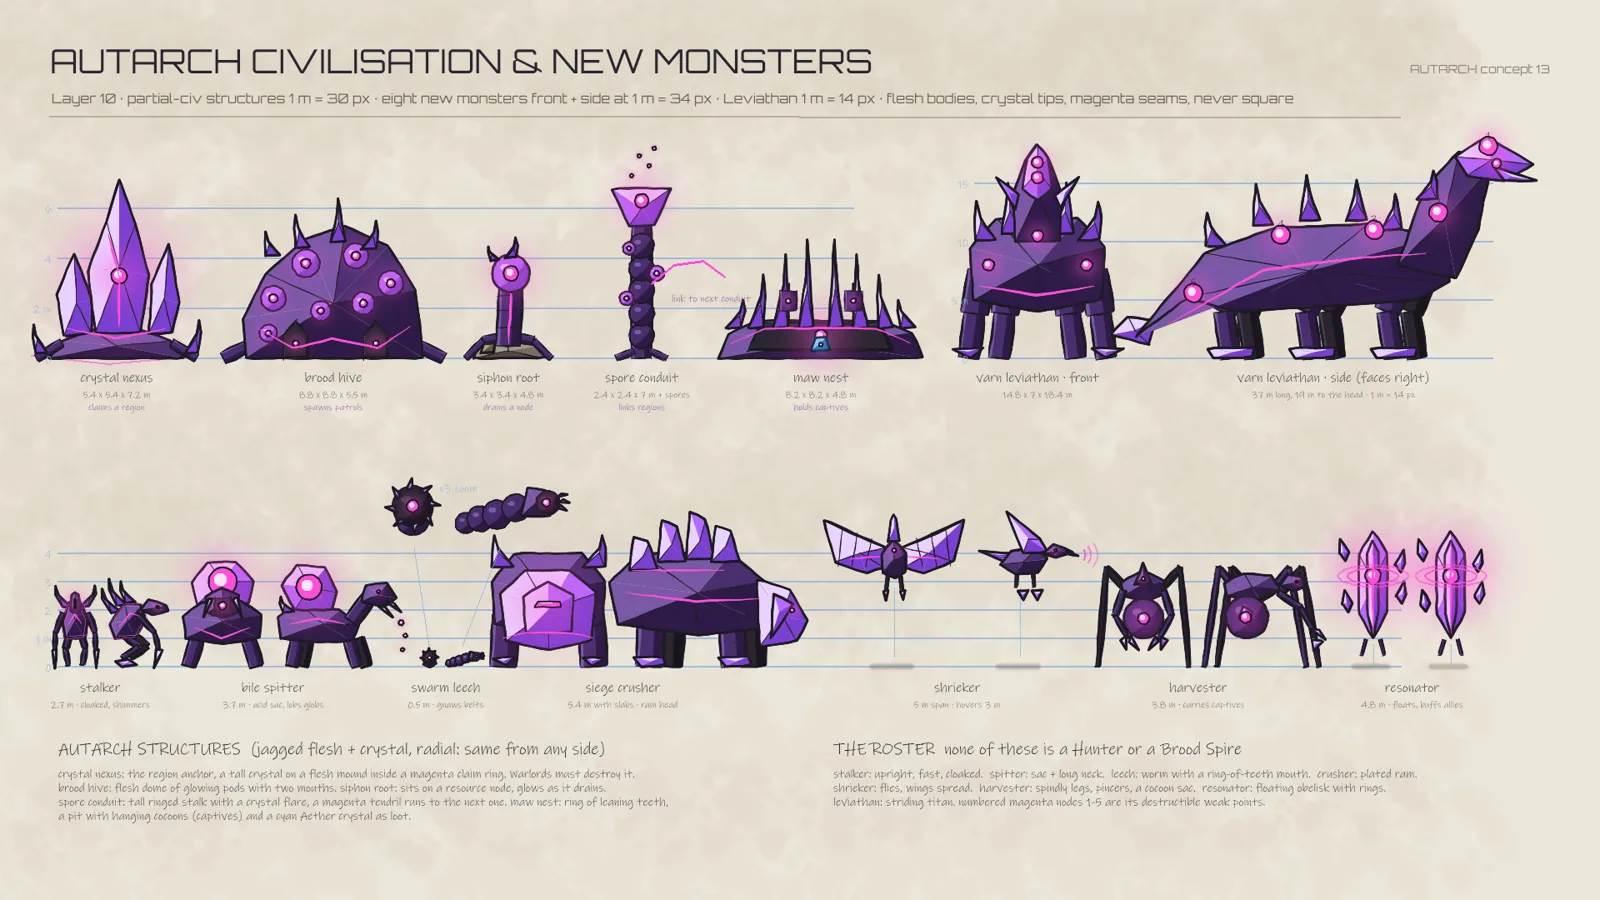 AUTARCH CIVILISATION & NEW MONSTERS
AUTARCH concept 13
Layer 10 · partial-civ structures 1 m = 30 px · eight new monsters front + side at 1 m = 34 px · Leviathan 1 m = 14 px · flesh bodies, crystal tips, magenta seams, never square
6
4
2 m
15
10
link to next conduit
crystal nexus
5.4 x 5.4 x 7.2 m
claims a region
brood hive
8.8 x 8.8 x 5.5 m
spawns patrols
siphon root
3.4 x 3.4 x 4.8 m
drains a node
spore conduit
2.4 x 2.4 x 7 m + spores
links regions
maw nest
8.2 x 8.2 x 4.8 m
holds captives
varn leviathan · front
14.8 x 7 x 18.4 m
varn leviathan · side (faces right)
37 m long, 19 m to the head · 1 m = 14 px
x3 zoom
4
3
2
stalker
2.7 m · cloaked, shimmers
bile spitter
3.7 m · acid sac, lobs globs
swarm leech
0.5 m · gnaws belts
siege crusher
5.4 m with slabs · ram head
shrieker
5 m span · hovers 3 m
harvester
3.8 m · carries captives
resonator
4.8 m · floats, buffs allies
AUTARCH STRUCTURES (jagged flesh + crystal, radial: same from any side)
crystal nexus: the region anchor, a tall crystal on a flesh mound inside a magenta claim ring. Warlords must destroy it.
brood hive: flesh dome of glowing pods with two mouths. siphon root: sits on a resource node, glows as it drains.
spore conduit: tall ringed stalk with a crystal flare, a magenta tendril runs to the next one. maw nest: ring of leaning teeth,
a pit with hanging cocoons (captives) and a cyan Aether crystal as loot.
THE ROSTER none of these is a Hunter or a Brood Spire
stalker: upright, fast, cloaked. spitter: sac + long neck. leech: worm with a ring-of-teeth mouth. crusher: plated ram.
shrieker: flies, wings spread. harvester: spindly legs, pincers, a cocoon sac. resonator: floating obelisk with rings.
leviathan: striding titan. numbered magenta nodes 1-5 are its destructible weak points.